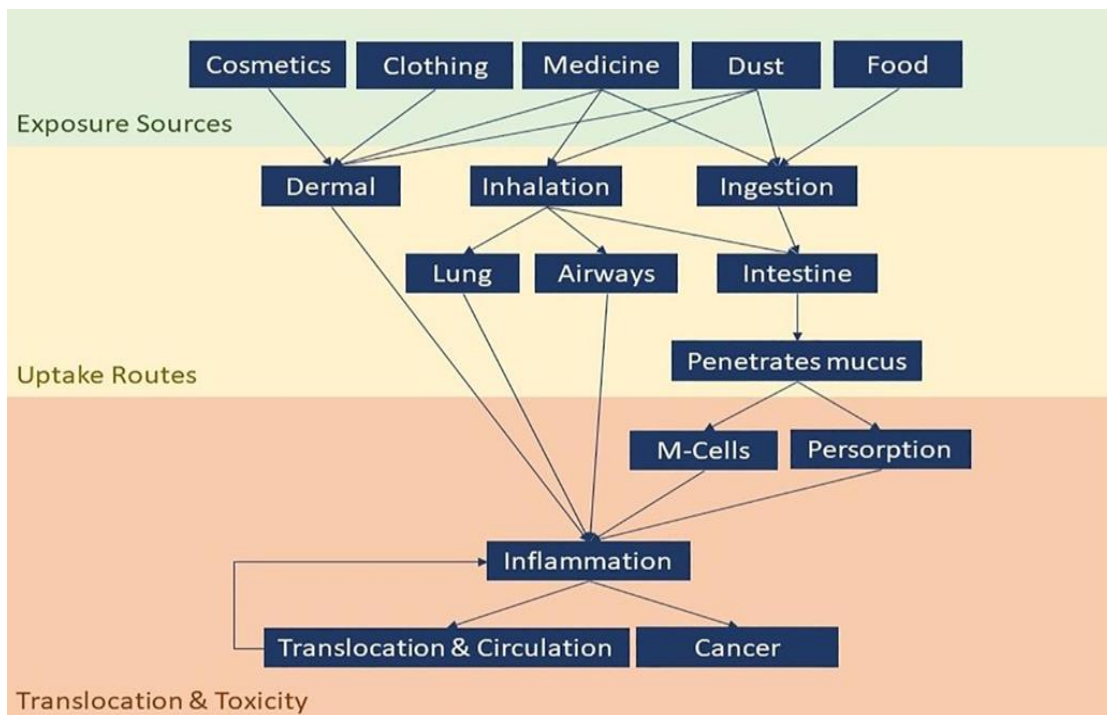 Cosmetics
Clothing
Medicine
Dust
Food
Exposure Sources
Dermal
Inhalation
Ingestion
Lung
Airways
Intestine
Penetrates mucus
Uptake Routes
M-Cells
Persorption
Inflammation
Translocation & Circulation
Cancer
Translocation & Toxicity